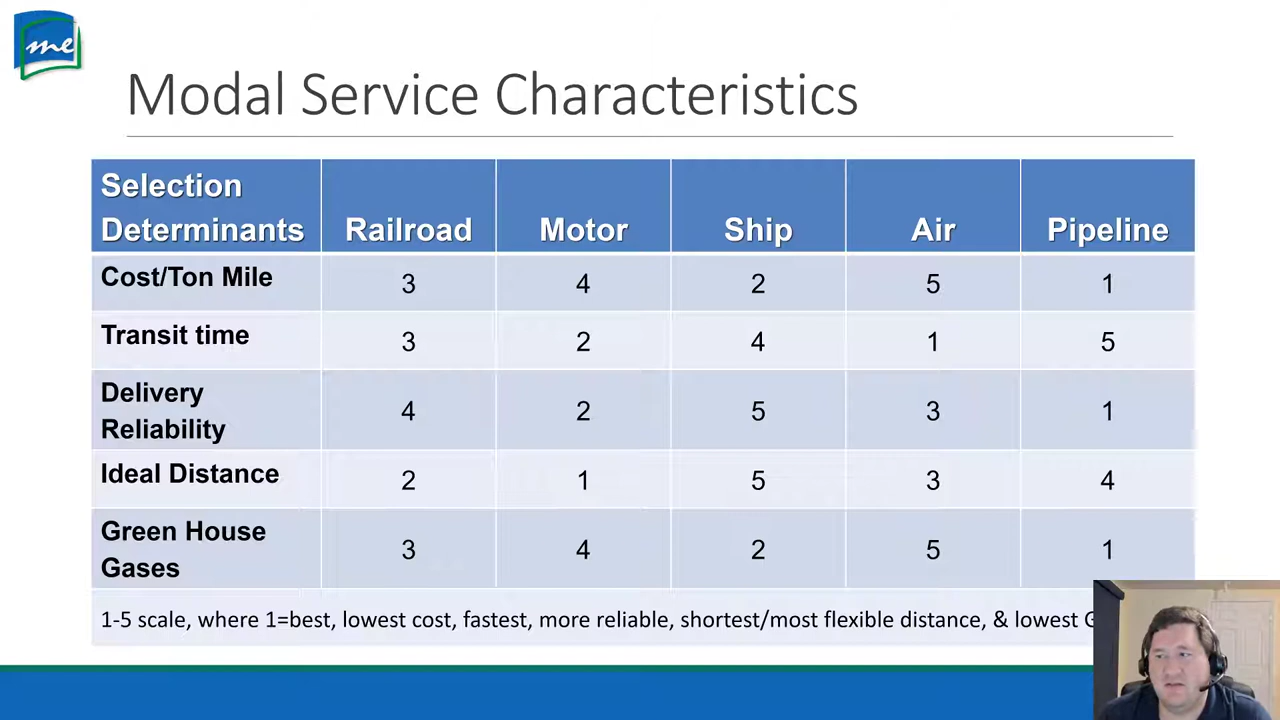 me
Modal Service Characteristics
Selection
Determinants Railroad Motor Ship Air Pipeline
Cost/Ton Mile 3 4 2 5 1
Transit time 3 2 4 1 5
Delivery
Reliability 4 2 5 3 1
Ideal Distance 2 1 5 3 4
Green House
Gases 3 4 2 5 1
1-5 scale, where 1=best, lowest cost, fastest, more reliable, shortest/most flexible distance, & lowest